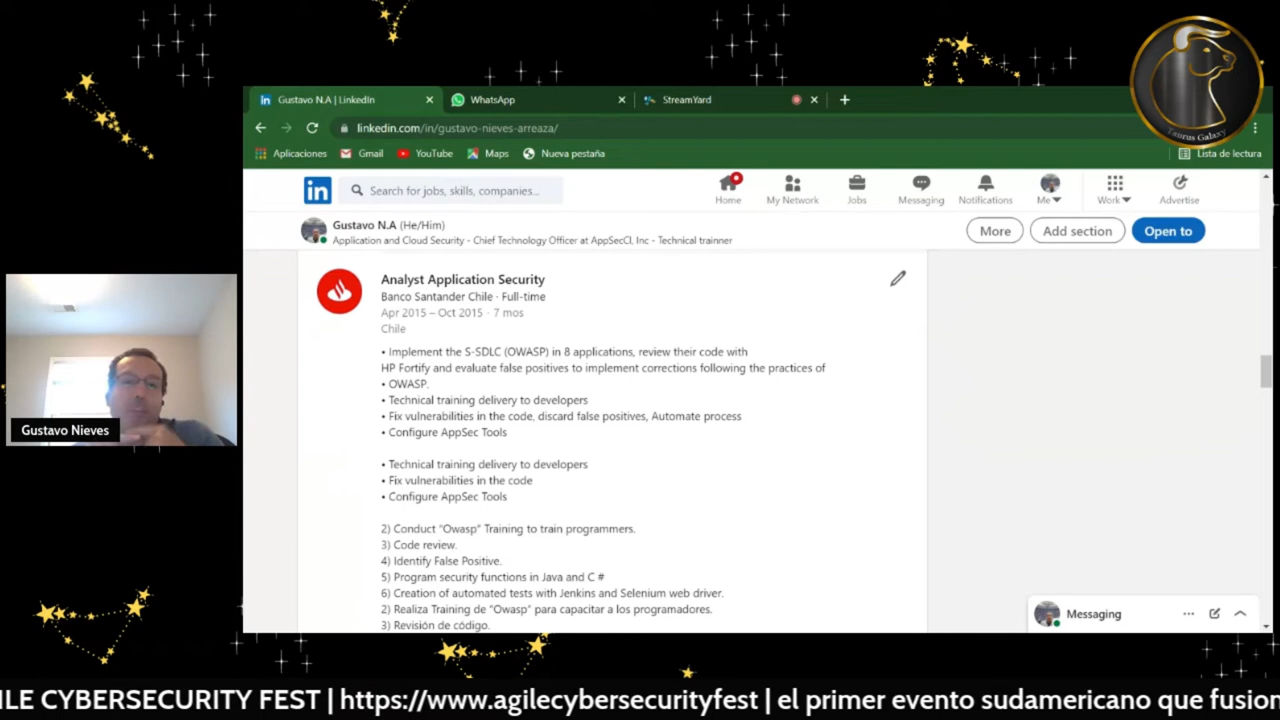 Taurus Galaxy
Gustavo N.A | LinkedIn
WhatsApp
StreamYard
linkedin.com/in/gustavo-nieves-arreaza/
Aplicaciones
Gmail
YouTube
Maps
Nueva pestaña
Lista de lectura
in
Search for jobs, skills, companies...
Home
My Network
Jobs
Messaging
Notifications
Me
Work
Advertise
Gustavo N.A (He/Him)
Application and Cloud Security - Chief Technology Officer at AppSecCl, Inc - Technical trainner
More
Add section
Open to
Analyst Application Security
Banco Santander Chile · Full-time
Apr 2015 – Oct 2015 · 7 mos
Chile
• Implement the S-SDLC (OWASP) in 8 applications, review their code with
HP Fortify and evaluate false positives to implement corrections following the practices of
• OWASP.
• Technical training delivery to developers
• Fix vulnerabilities in the code, discard false positives, Automate process
• Configure AppSec Tools
• Technical training delivery to developers
• Fix vulnerabilities in the code
• Configure AppSec Tools
2) Conduct "Owasp" Training to train programmers.
3) Code review.
4) Identify False Positive.
5) Program security functions in Java and C #
6) Creation of automated tests with Jenkins and Selenium web driver.
2) Realiza Training de "Owasp" para capacitar a los programadores.
3) Revisión de código.
Messaging
Gustavo Nieves
ILE CYBERSECURITY FEST | https://www.agilecybersecurityfest | el primer evento sudamericano que fusion